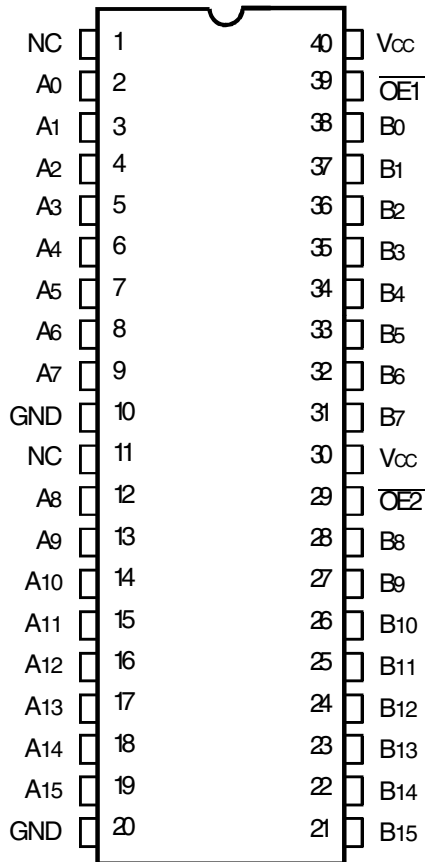 NC 1 40 VCC
A0 2 39 OE1
A1 3 38 B0
A2 4 37 B1
A3 5 36 B2
A4 6 35 B3
A5 7 34 B4
A6 8 33 B5
A7 9 32 B6
GND 10 31 B7
NC 11 30 VCC
A8 12 29 OE2
A9 13 28 B8
A10 14 27 B9
A11 15 26 B10
A12 16 25 B11
A13 17 24 B12
A14 18 23 B13
A15 19 22 B14
GND 20 21 B15